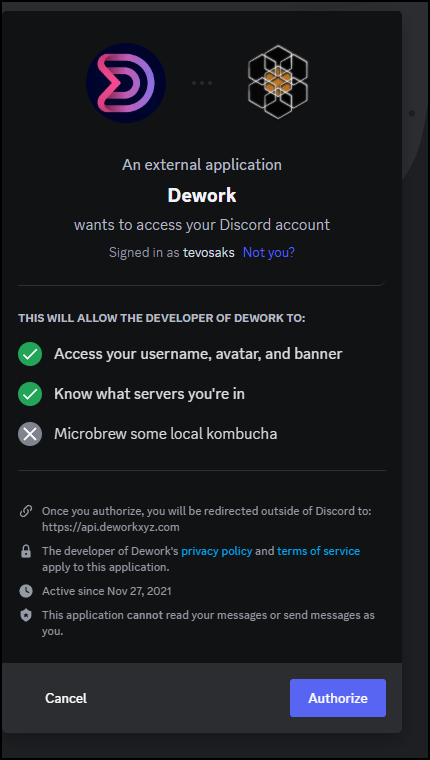 An external application
Dework
wants to access your Discord account
Signed in as tevosaks Not you?
THIS WILL ALLOW THE DEVELOPER OF DEWORK TO:
Access your username, avatar, and banner
Know what servers you're in
Microbrew some local kombucha
Once you authorize, you will be redirected outside of Discord to:
https://api.deworkxyz.com
The developer of Dework's privacy policy and terms of service
apply to this application.
Active since Nov 27, 2021
This application cannot read your messages or send messages as
you.
Cancel
Authorize